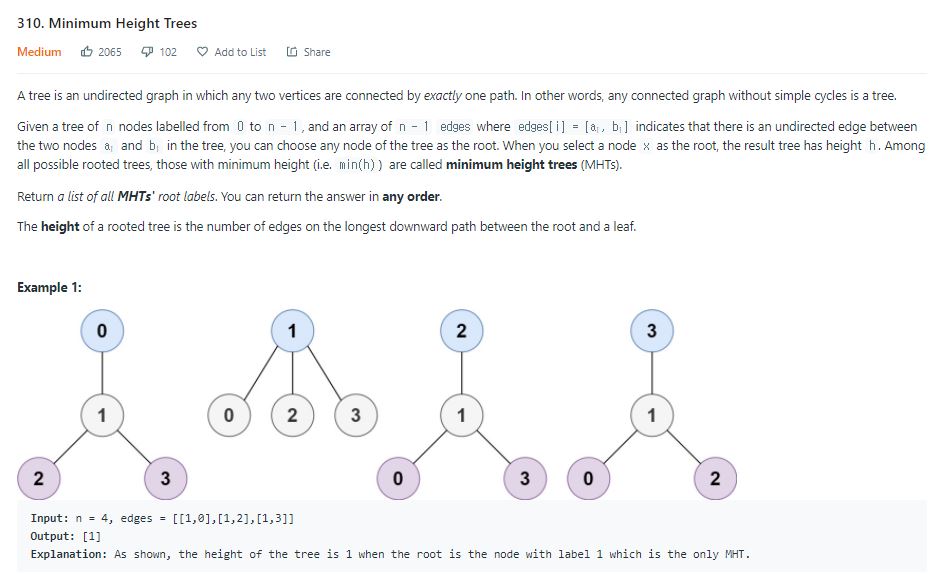 310. Minimum Height Trees
Medium 2065 102 Add to List Share
A tree is an undirected graph in which any two vertices are connected by exactly one path. In other words, any connected graph without simple cycles is a tree.
Given a tree of n nodes labelled from 0 to n - 1, and an array of n - 1 edges where edges[i] = [aᵢ, bᵢ] indicates that there is an undirected edge between
the two nodes aᵢ and bᵢ in the tree, you can choose any node of the tree as the root. When you select a node x as the root, the result tree has height h. Among
all possible rooted trees, those with minimum height (i.e. min(h)) are called minimum height trees (MHTs).
Return a list of all MHTs' root labels. You can return the answer in any order.
The height of a rooted tree is the number of edges on the longest downward path between the root and a leaf.
Example 1:
0 1 2 3
1 0 2 3 1 1
2 3 0 3 0 2
Input: n = 4, edges = [[1,0],[1,2],[1,3]]
Output: [1]
Explanation: As shown, the height of the tree is 1 when the root is the node with label 1 which is the only MHT.